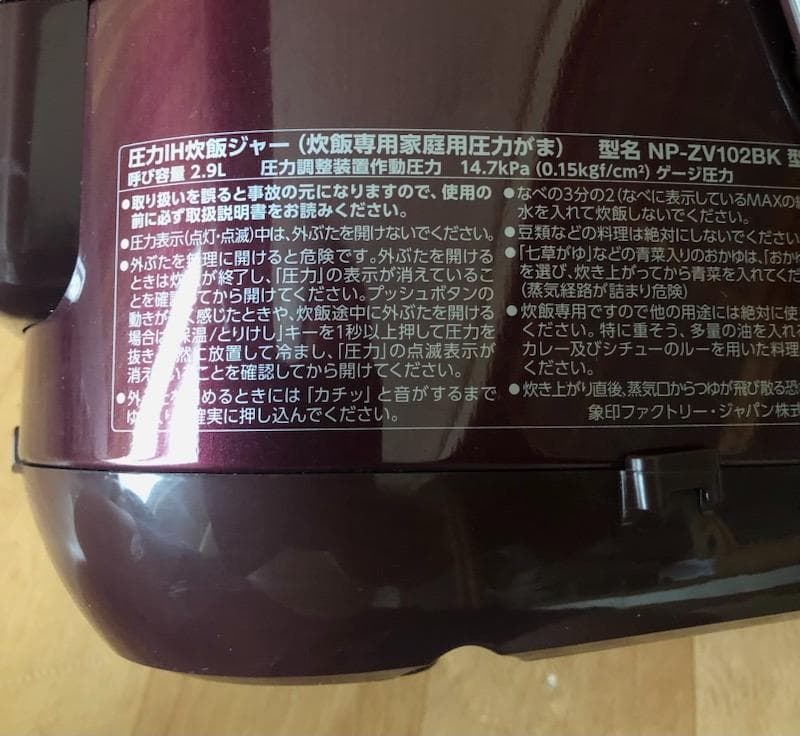 圧力IH炊飯ジャー（炊飯専用家庭用圧力がま） 型名 NP-ZV102BK
呼び容量 2.9L 圧力調整装置作動圧力 14.7kPa (0.15kgf/cm²) ゲージ圧力
●取り扱いを誤ると事故の元になりますので、使用の
前に必ず取扱説明書をお読みください。
●圧力表示(点灯・点滅)中は、外ぶたを開けないでください。
●外ぶたを無理に開けると危険です。外ぶたを開ける
ときは炊飯が終了し、「圧力」の表示が消えているこ
とを確認してから開けてください。プッシュボタンの
動きが く感じたときや、炊飯途中に外ぶたを開ける
場合は「保温/とりけし」キーを1秒以上押して圧力を
抜き 然に放置して冷まし、「圧力」の点滅表示が
消え いることを確認してから開けてください。
●外ぶたを閉めるときには「カチッ」と音がするまで
ゆ 確実に押し込んでください。
●なべの3分の2(なべに表示しているMAXの
水を入れて炊飯しないでください。
●豆類などの料理は絶対にしないでください
●「七草がゆ」などの青菜入りのおかゆは、「おか
を選び、炊き上がってから青菜を入れてくだ
(蒸気経路が詰まり危険)
●炊飯専用ですので他の用途には絶対に使
ください。特に重そう、多量の油を入れ
カレー及びシチューのルーを用いた料理
ください。
●炊き上がり直後、蒸気口からつゆが飛び散る恐
象印ファクトリー・ジャパン株式